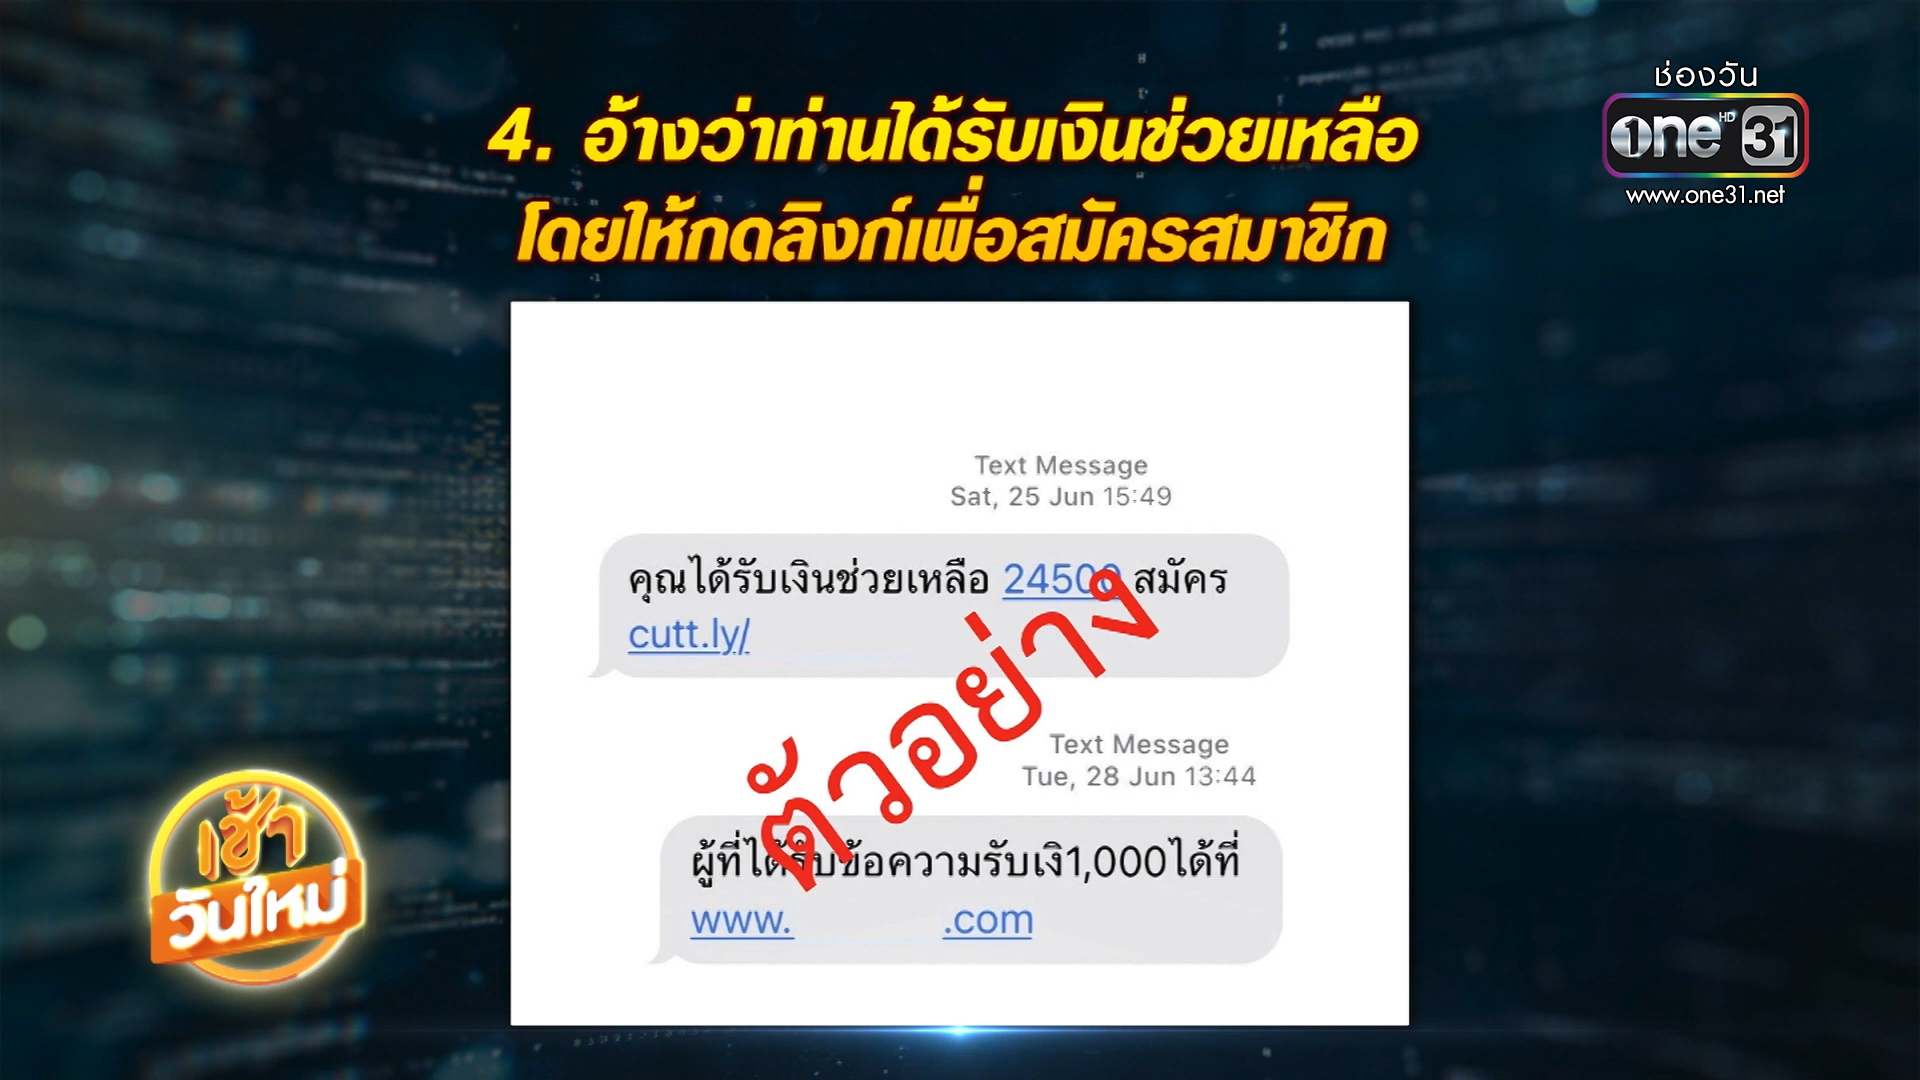 4. อ้างว่าท่านได้รับเงินช่วยเหลือ
โดยให้กดลิงก์เพื่อสมัครสมาชิก
ช่องวัน
one HD 31
www.one31.net
Text Message
Sat, 25 Jun 15:49
คุณได้รับเงินช่วยเหลือ 24500 สมัคร
cutt.ly/
ตัวอย่าง
Text Message
Tue, 28 Jun 13:44
ผู้ที่ได้รับข้อความรับเงิ1,000ได้ที่
www. .com
เช้า
วันใหม่